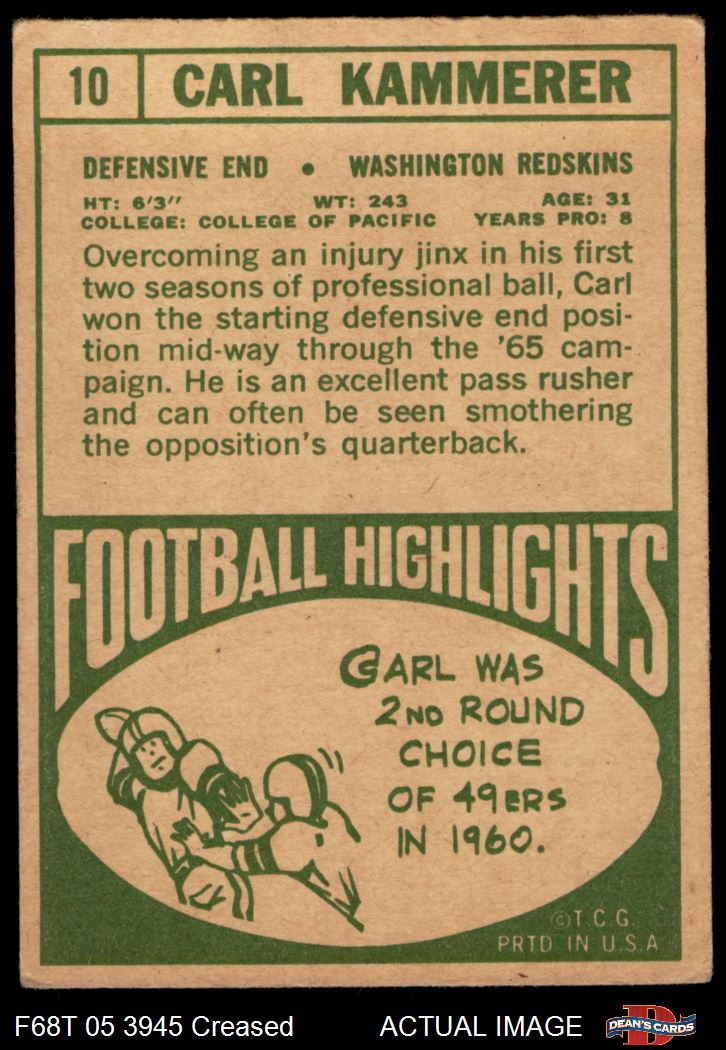 10 CARL KAMMERER
DEFENSIVE END • WASHINGTON REDSKINS
HT: 6'3" WT: 243 AGE: 31
COLLEGE: COLLEGE OF PACIFIC YEARS PRO: 8
Overcoming an injury jinx in his first
two seasons of professional ball, Carl
won the starting defensive end posi-
tion mid-way through the '65 cam-
paign. He is an excellent pass rusher
and can often be seen smothering
the opposition's quarterback.
FOOTBALL HIGHLIGHTS
CARL WAS
2ND ROUND
CHOICE
OF 49ERS
IN 1960.
©T.C.G.
PRTD IN U.S.A
F68T 05 3945 Creased ACTUAL IMAGE DEAN'S CARDS